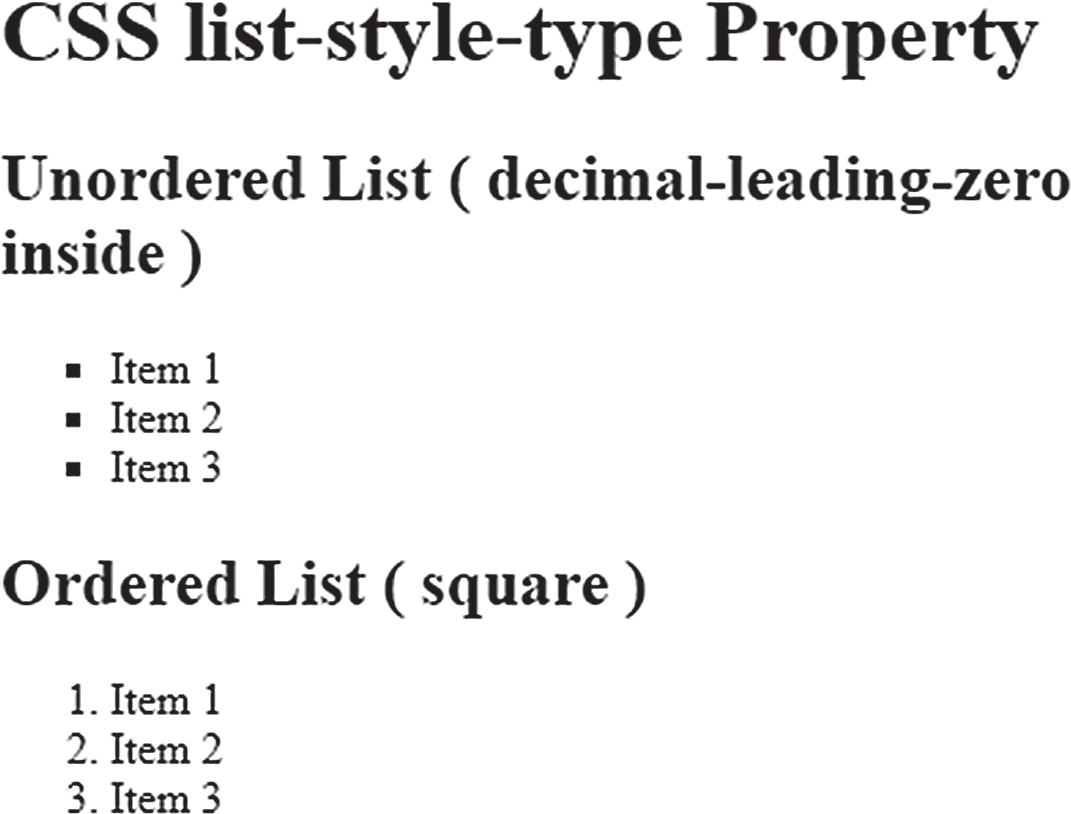 CSS list-style-type Property
Unordered List ( decimal-leading-zero
inside )
▪ Item 1
▪ Item 2
▪ Item 3
Ordered List ( square )
1. Item 1
2. Item 2
3. Item 3